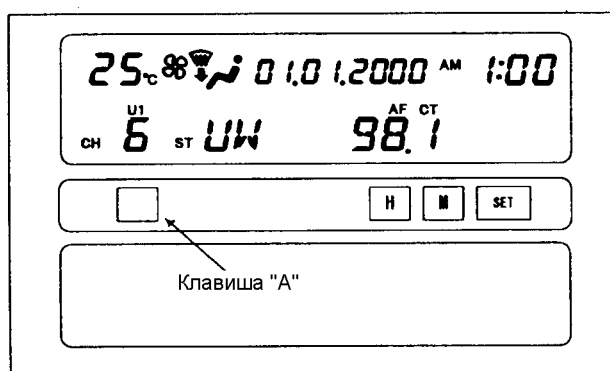 25°C 01.01.2000 AM 1:00
U1 AF CT
CH 6 ST UW 98.1
H M SET
Клавиша "А"